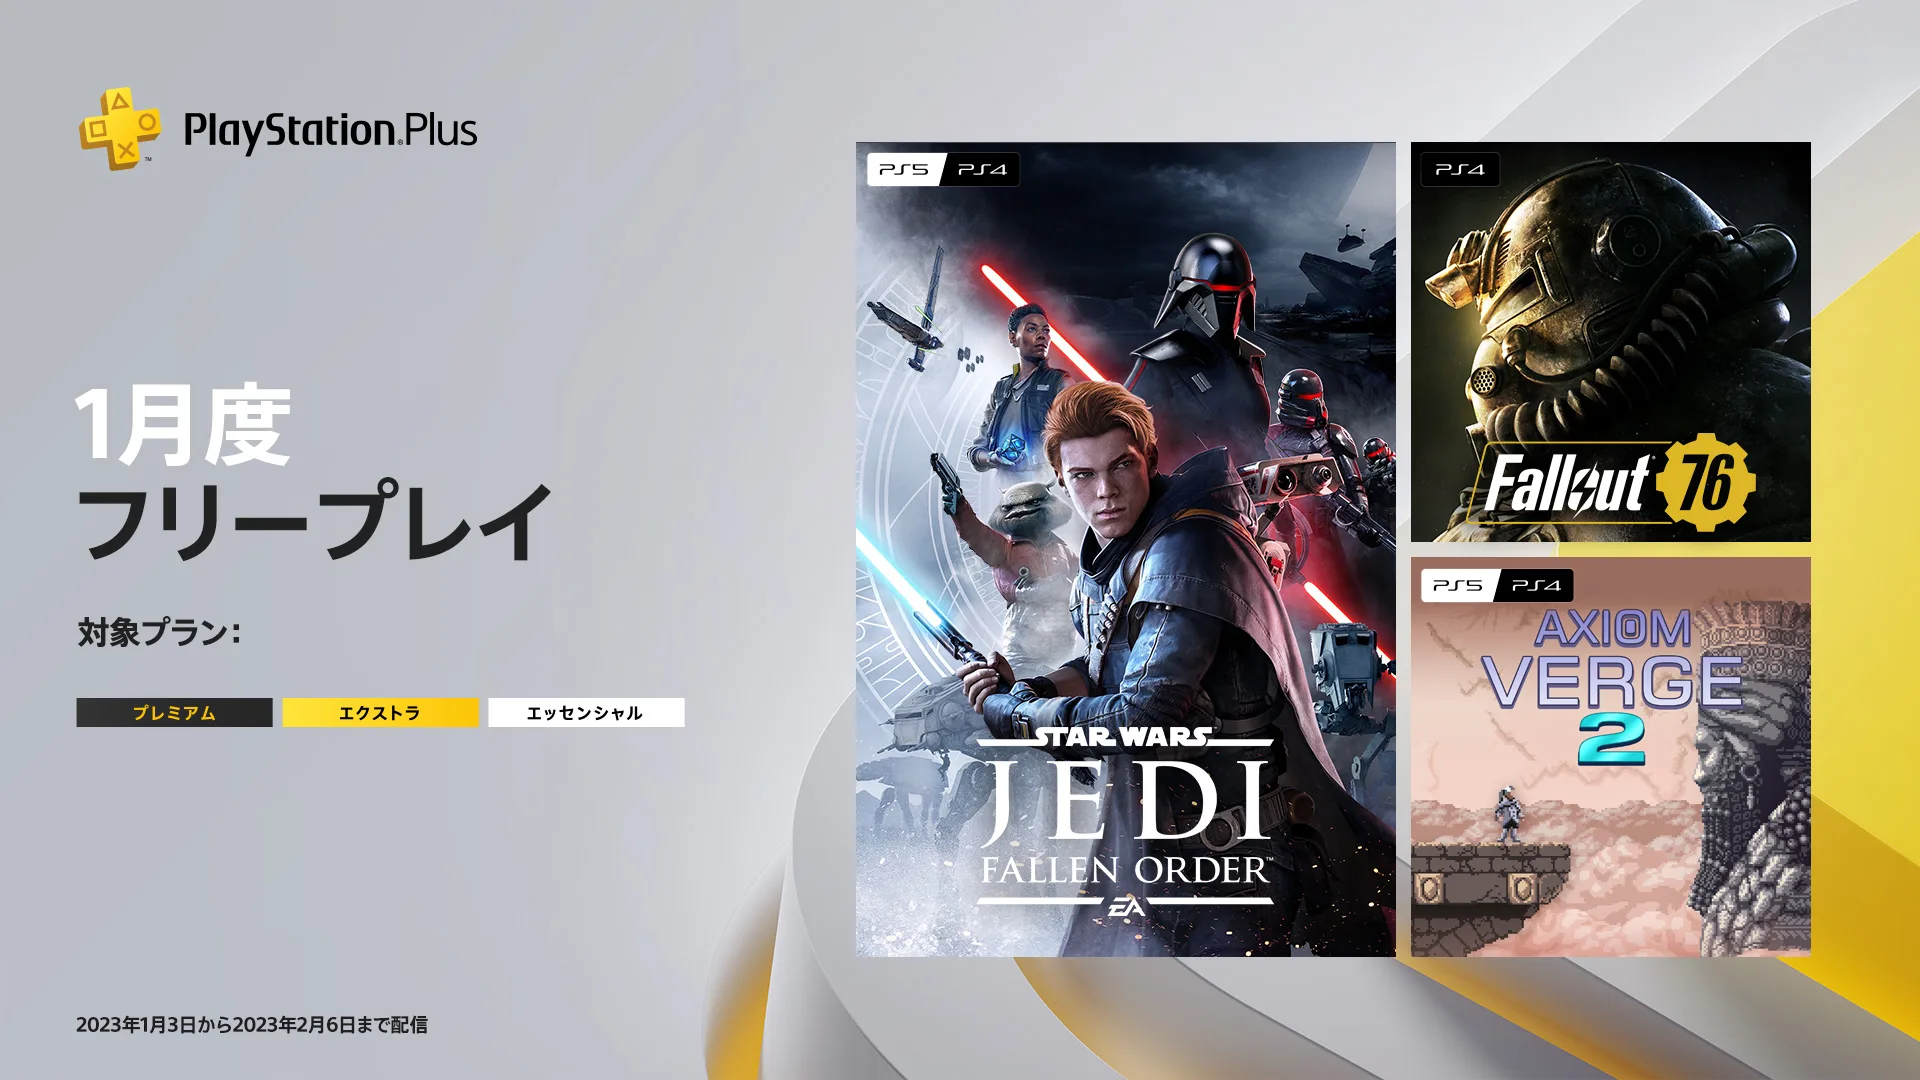 PlayStation®Plus
™
1月度
フリープレイ
対象プラン：
プレミアム
エクストラ
エッセンシャル
2023年1月3日から2023年2月6日まで配信
PS5 PS4
STAR WARS
JEDI
FALLEN ORDER™
EA
PS4
Fallout 76
PS5 PS4
AXIOM
VERGE
2